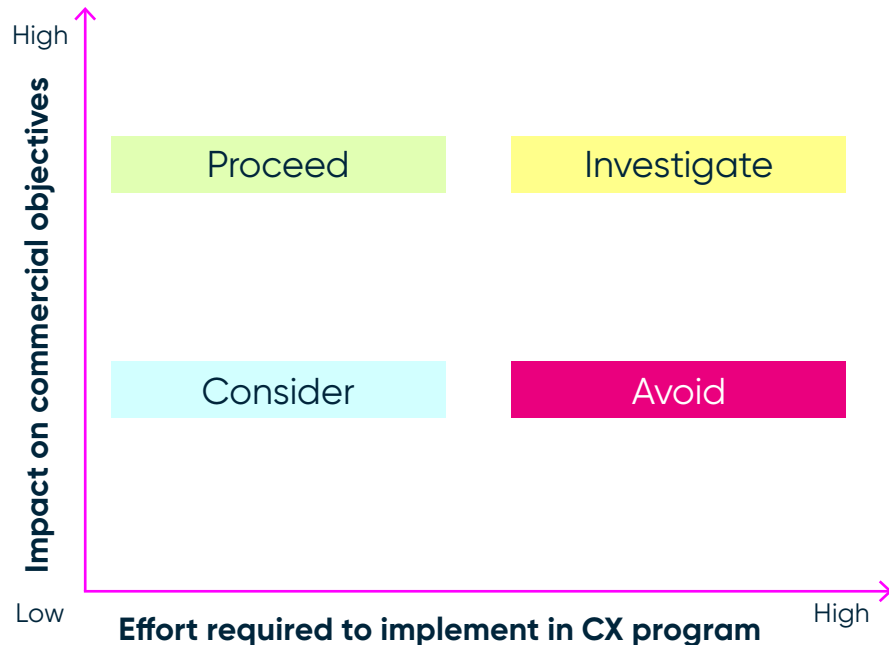 High
Impact on commercial objectives
Proceed
Investigate
Consider
Avoid
Low
High
Effort required to implement in CX program